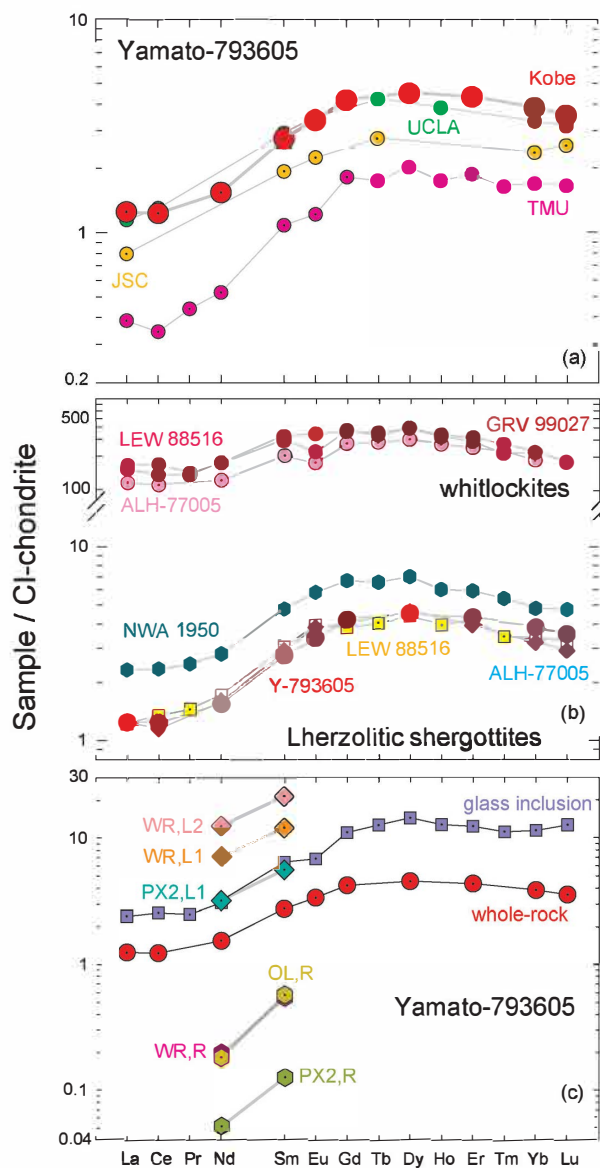 10
Yamato-793605
Kobe
UCLA
1
TMU
JSC
(a)
0.2
500
LEW 88516
GRV 99027
100
ALH-77005
whitlockites
10
NWA 1950
LEW 88516
Y-793605
ALH-77005
(b)
1
Lherzolitic shergottites
Sample / CI-chondrite
30
glass inclusion
WR,L2
10
WR,L1
PX2,L1
whole-rock
1
OL,R
Yamato-793605
WR,R
PX2,R
0.1
(c)
0.04
La Ce Pr Nd Sm Eu Gd Tb Dy Ho Er Tm Yb Lu